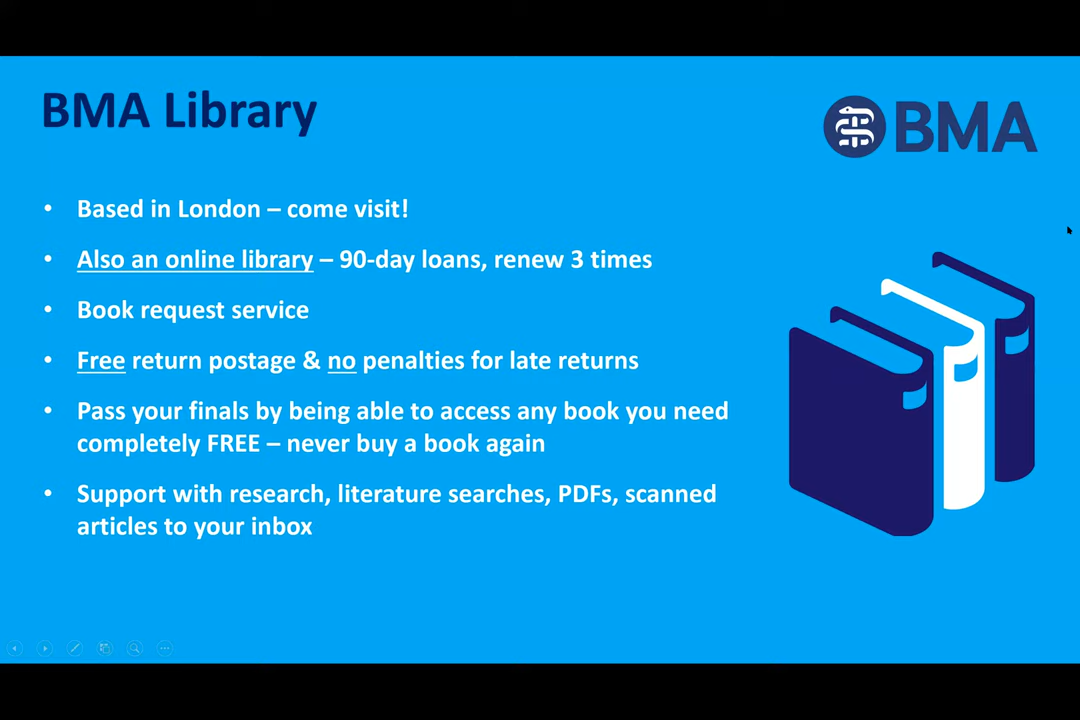 BMA Library
BMA
• Based in London – come visit!
• Also an online library – 90-day loans, renew 3 times
• Book request service
• Free return postage & no penalties for late returns
• Pass your finals by being able to access any book you need
completely FREE – never buy a book again
• Support with research, literature searches, PDFs, scanned
articles to your inbox